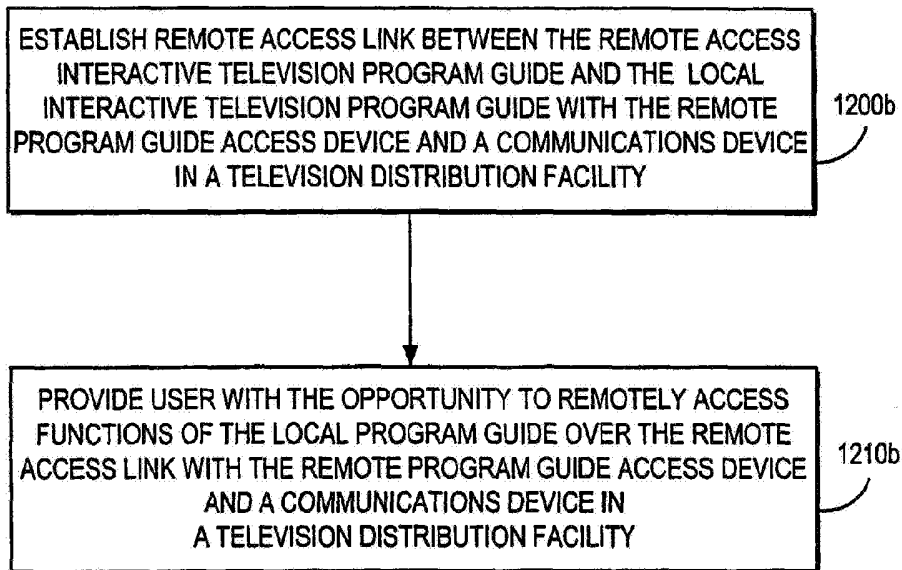 ESTABLISH REMOTE ACCESS LINK BETWEEN THE REMOTE ACCESS
INTERACTIVE TELEVISION PROGRAM GUIDE AND THE LOCAL
INTERACTIVE TELEVISION PROGRAM GUIDE WITH THE REMOTE
PROGRAM GUIDE ACCESS DEVICE AND A COMMUNICATIONS DEVICE
IN A TELEVISION DISTRIBUTION FACILITY
1200b
PROVIDE USER WITH THE OPPORTUNITY TO REMOTELY ACCESS
FUNCTIONS OF THE LOCAL PROGRAM GUIDE OVER THE REMOTE
ACCESS LINK WITH THE REMOTE PROGRAM GUIDE ACCESS DEVICE
AND A COMMUNICATIONS DEVICE IN
A TELEVISION DISTRIBUTION FACILITY
1210b